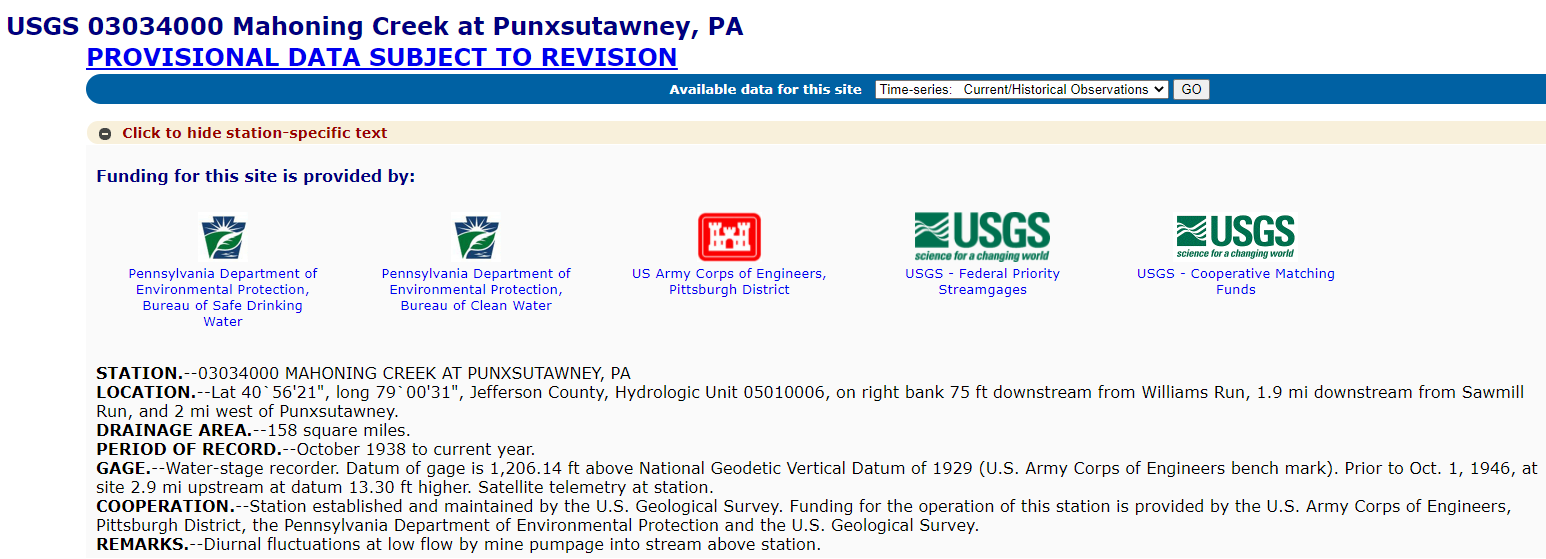 USGS 03034000 Mahoning Creek at Punxsutawney, PA
PROVISIONAL DATA SUBJECT TO REVISION
Available data for this site Time-series: Current/Historical Observations GO
Click to hide station-specific text
Funding for this site is provided by:
USGS
science for a changing world
USGS
science for a changing world
Pennsylvania Department of
Environmental Protection,
Bureau of Safe Drinking
Water
Pennsylvania Department of
Environmental Protection,
Bureau of Clean Water
US Army Corps of Engineers,
Pittsburgh District
USGS - Federal Priority
Streamgages
USGS - Cooperative Matching
Funds
STATION.--03034000 MAHONING CREEK AT PUNXSUTAWNEY, PA
LOCATION.--Lat 40`56'21", long 79`00'31", Jefferson County, Hydrologic Unit 05010006, on right bank 75 ft downstream from Williams Run, 1.9 mi downstream from Sawmill
Run, and 2 mi west of Punxsutawney.
DRAINAGE AREA.--158 square miles.
PERIOD OF RECORD.--October 1938 to current year.
GAGE.--Water-stage recorder. Datum of gage is 1,206.14 ft above National Geodetic Vertical Datum of 1929 (U.S. Army Corps of Engineers bench mark). Prior to Oct. 1, 1946, at
site 2.9 mi upstream at datum 13.30 ft higher. Satellite telemetry at station.
COOPERATION.--Station established and maintained by the U.S. Geological Survey. Funding for the operation of this station is provided by the U.S. Army Corps of Engineers,
Pittsburgh District, the Pennsylvania Department of Environmental Protection and the U.S. Geological Survey.
REMARKS.--Diurnal fluctuations at low flow by mine pumpage into stream above station.